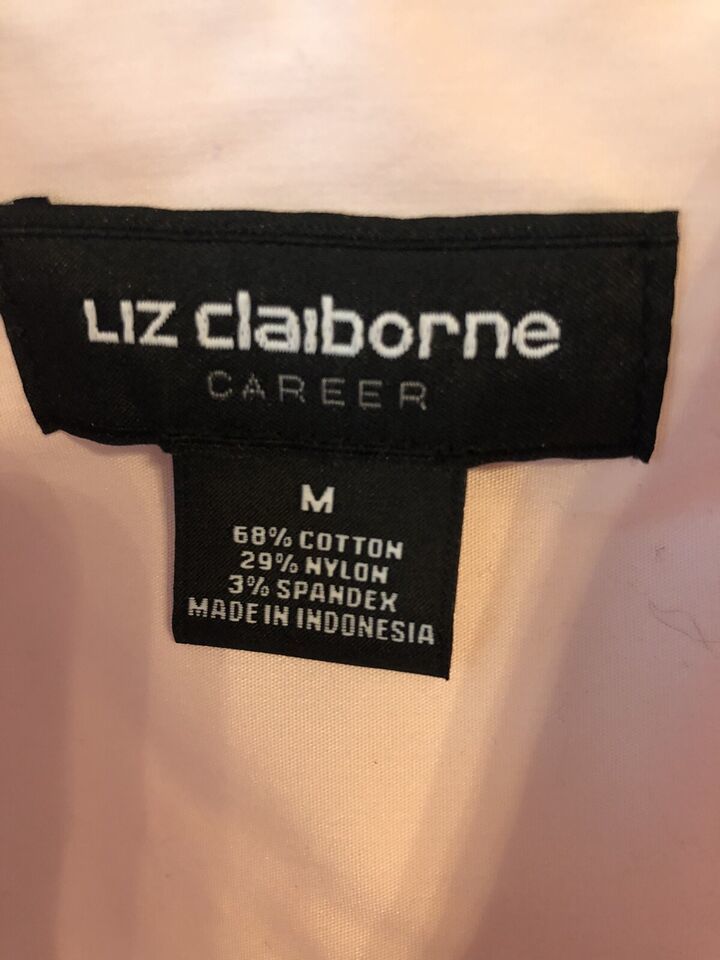 LIZ claiborne
CAREER
M
68% COTTON
29% NYLON
3% SPANDEX
MADE IN INDONESIA